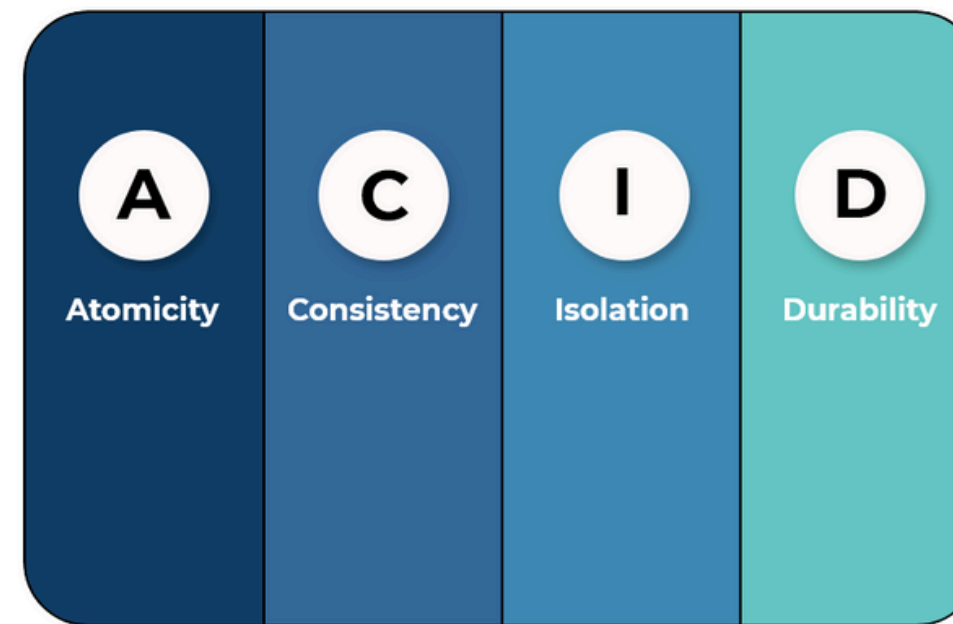 A
C
I
D
Atomicity
Consistency
Isolation
Durability